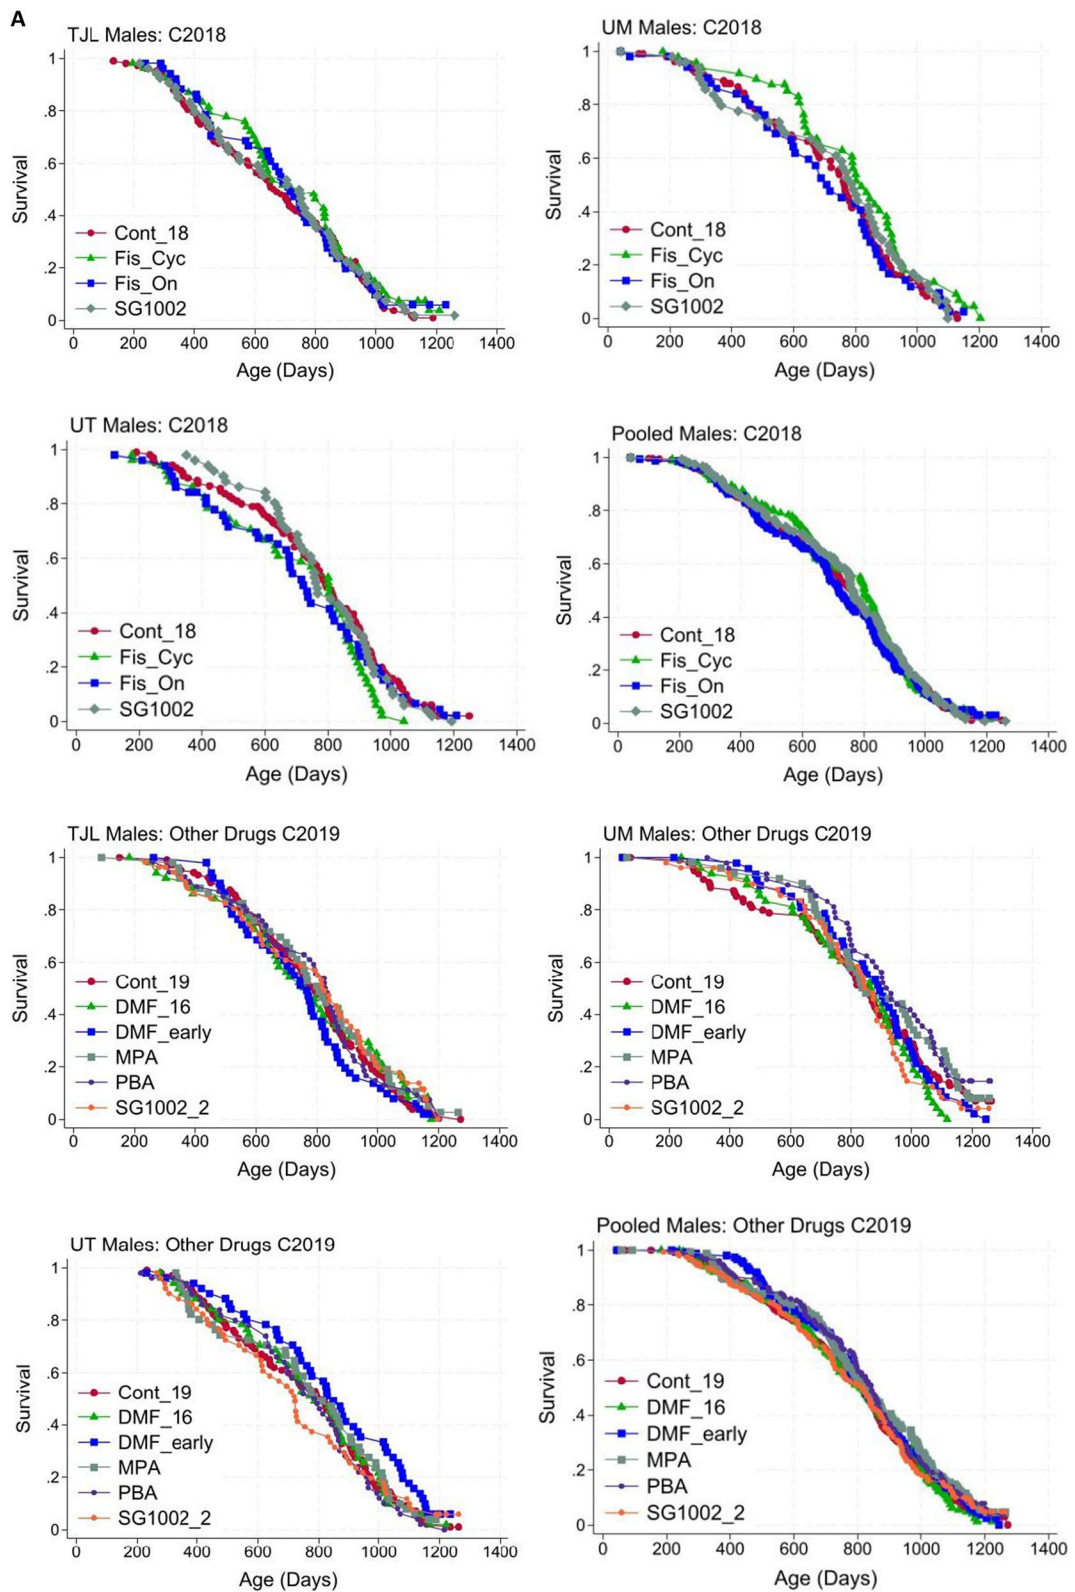 A
TJL Males: C2018
1
.8
.6
.4
.2
0
Survival
Cont_18
Fis_Cyc
Fis_On
SG1002
0 200 400 600 800 1000 1200 1400
Age (Days)
UM Males: C2018
1
.8
.6
.4
.2
0
Survival
Cont_18
Fis_Cyc
Fis_On
SG1002
0 200 400 600 800 1000 1200 1400
Age (Days)
UT Males: C2018
1
.8
.6
.4
.2
0
Survival
Cont_18
Fis_Cyc
Fis_On
SG1002
0 200 400 600 800 1000 1200 1400
Age (Days)
Pooled Males: C2018
1
.8
.6
.4
.2
0
Survival
Cont_18
Fis_Cyc
Fis_On
SG1002
0 200 400 600 800 1000 1200 1400
Age (Days)
TJL Males: Other Drugs C2019
1
.8
.6
.4
.2
0
Survival
Cont_19
DMF_16
DMF_early
MPA
PBA
SG1002_2
0 200 400 600 800 1000 1200 1400
Age (Days)
UM Males: Other Drugs C2019
1
.8
.6
.4
.2
0
Survival
Cont_19
DMF_16
DMF_early
MPA
PBA
SG1002_2
0 200 400 600 800 1000 1200 1400
Age (Days)
UT Males: Other Drugs C2019
1
.8
.6
.4
.2
0
Survival
Cont_19
DMF_16
DMF_early
MPA
PBA
SG1002_2
0 200 400 600 800 1000 1200 1400
Age (Days)
Pooled Males: Other Drugs C2019
1
.8
.6
.4
.2
0
Survival
Cont_19
DMF_16
DMF_early
MPA
PBA
SG1002_2
0 200 400 600 800 1000 1200 1400
Age (Days)